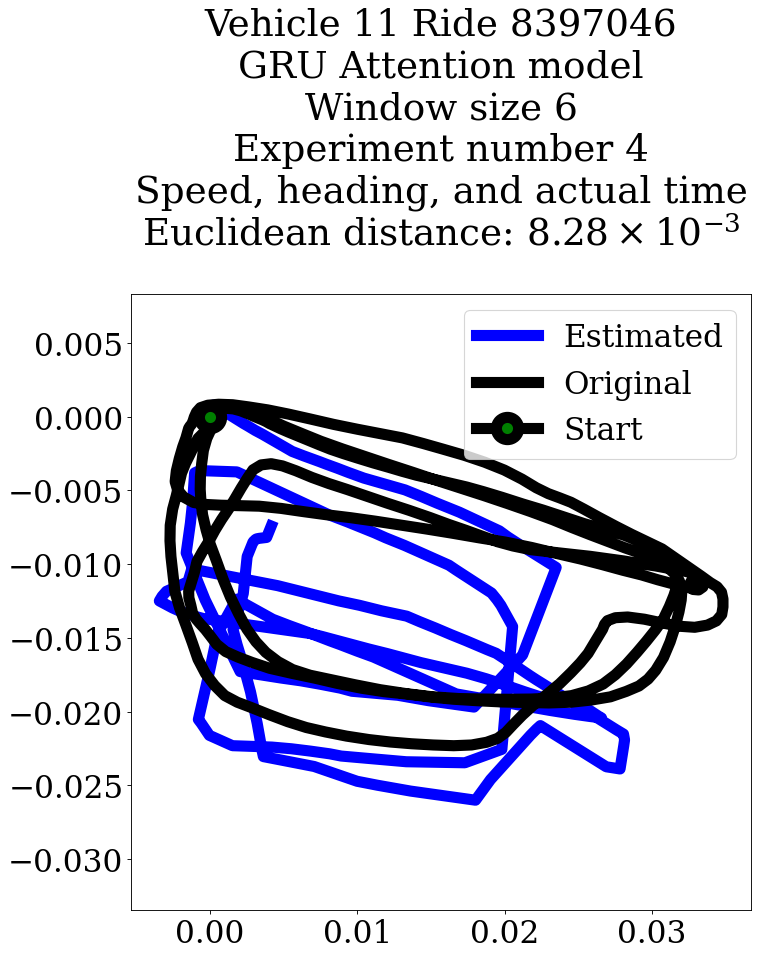 Vehicle 11 Ride 8397046
GRU Attention model
Window size 6
Experiment number 4
Speed, heading, and actual time
Euclidean distance: 8.28 × 10⁻³
Estimated
Original
Start
0.005
0.000
−0.005
−0.010
−0.015
−0.020
−0.025
−0.030
0.00 0.01 0.02 0.03